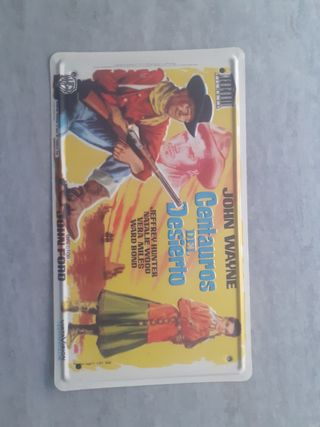 JOHN WAYNE
Centauros
DEL
Desierto
JEFFREY HUNTER
NATALIE WOOD
VERA MILES
WARD BOND
JOHN FORD